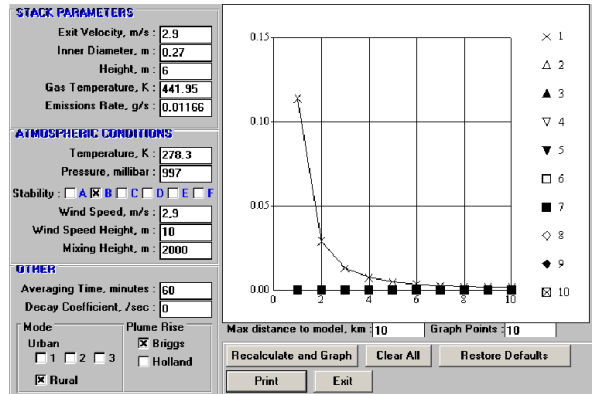 STACK PARAMETERS
Exit Velocity, m/s : 2.9
Inner Diameter, m : 0.27
Height, m : 6
Gas Temperature, K : 441.95
Emissions Rate, g/s : 0.01166
ATMOSPHERIC CONDITIONS
Temperature, K : 278.3
Pressure, millibar : 997
Stability : A B C D E F
Wind Speed, m/s : 2.9
Wind Speed Height, m : 10
Mixing Height, m : 2000
OTHER
Averaging Time, minutes : 60
Decay Coefficient, /sec : 0
Mode
Urban
1 2 3
Rural
Plume Rise
Briggs
Holland
0.15
0.10
0.05
0.00
0 2 4 6 8 10
1
2
3
4
5
6
7
8
9
10
Max distance to model, km : 10 Graph Points : 10
Recalculate and Graph Clear All Restore Defaults
Print Exit